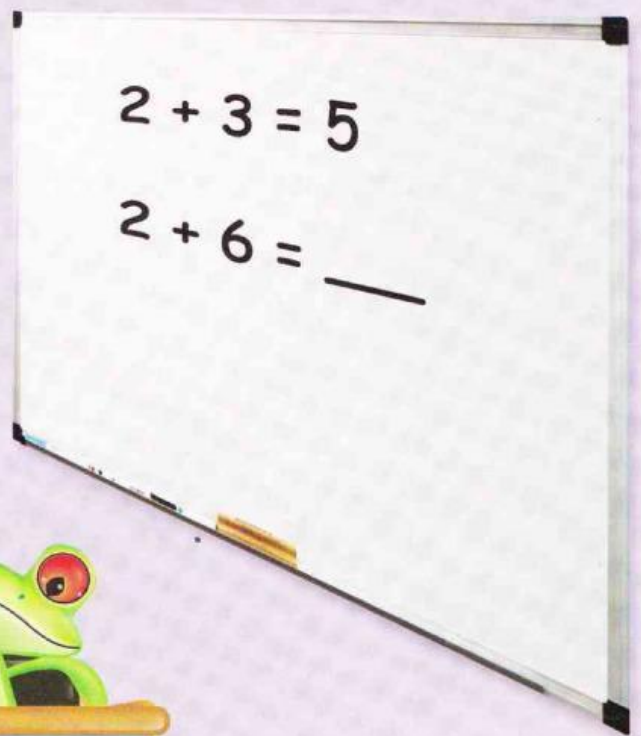 2 + 3 = 5
2 + 6 = ___